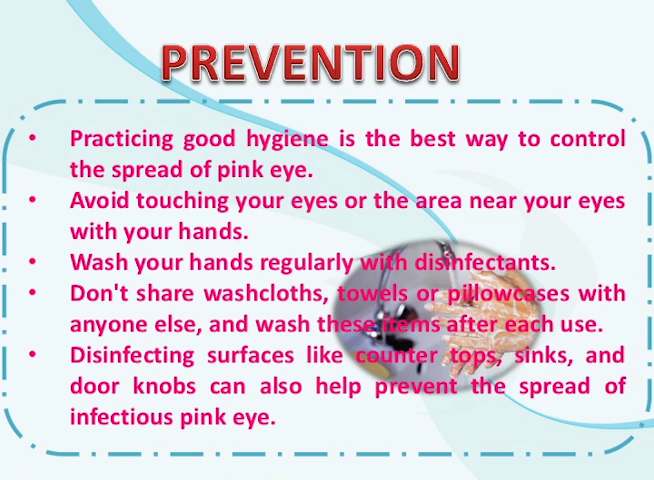 PREVENTION
• Practicing good hygiene is the best way to control
the spread of pink eye.
• Avoid touching your eyes or the area near your eyes
with your hands.
• Wash your hands regularly with disinfectants.
• Don't share washcloths, towels or pillowcases with
anyone else, and wash these items after each use.
• Disinfecting surfaces like counter tops, sinks, and
door knobs can also help prevent the spread of
infectious pink eye.